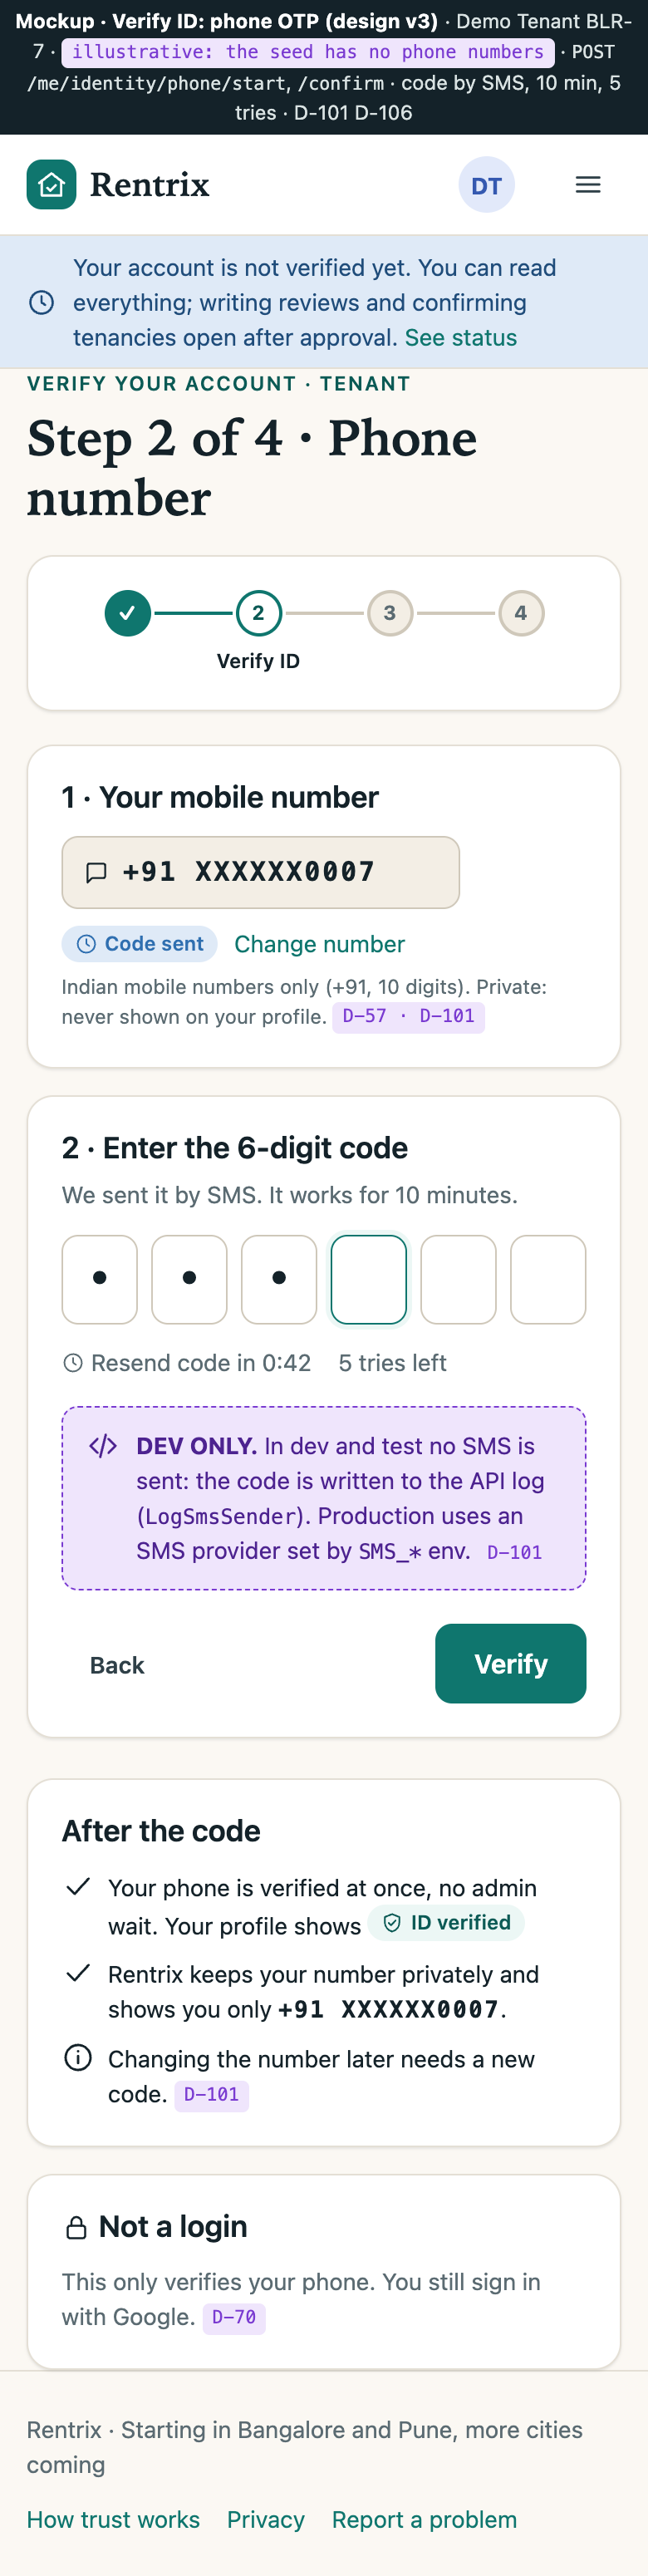 Mockup · Verify ID: phone OTP (design v3) · Demo Tenant BLR-
7 · illustrative: the seed has no phone numbers · POST
/me/identity/phone/start, /confirm · code by SMS, 10 min, 5
tries · D-101 D-106
Rentrix
DT
Your account is not verified yet. You can read
everything; writing reviews and confirming
tenancies open after approval. See status
VERIFY YOUR ACCOUNT · TENANT
Step 2 of 4 · Phone
number
2 3 4
Verify ID
1 · Your mobile number
+91 XXXXXX0007
Code sent Change number
Indian mobile numbers only (+91, 10 digits). Private:
never shown on your profile. D-57 · D-101
2 · Enter the 6-digit code
We sent it by SMS. It works for 10 minutes.
Resend code in 0:42 5 tries left
DEV ONLY. In dev and test no SMS is
sent: the code is written to the API log
(LogSmsSender). Production uses an
SMS provider set by SMS_* env. D-101
Back Verify
After the code
Your phone is verified at once, no admin
wait. Your profile shows ID verified
Rentrix keeps your number privately and
shows you only +91 XXXXXX0007.
Changing the number later needs a new
code. D-101
Not a login
This only verifies your phone. You still sign in
with Google. D-70
Rentrix · Starting in Bangalore and Pune, more cities
coming
How trust works Privacy Report a problem